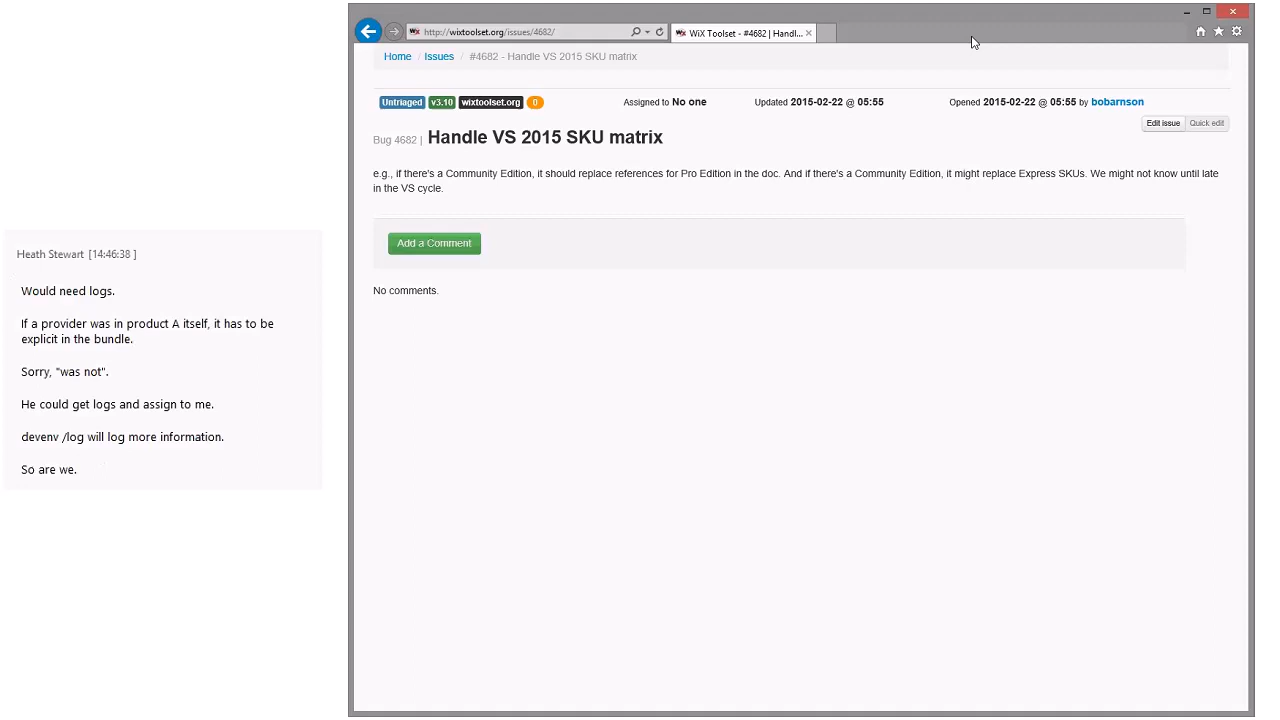 http://wixtoolset.org/issues/4682/
WiX Toolset - #4682 | Handl...
Home / Issues / #4682 - Handle VS 2015 SKU matrix
Untriaged v3.10 wixtoolset.org 0 Assigned to No one Updated 2015-02-22 @ 05:55 Opened 2015-02-22 @ 05:55 by bobarnson
Edit issue Quick edit
Bug 4682 | Handle VS 2015 SKU matrix
e.g., if there's a Community Edition, it should replace references for Pro Edition in the doc. And if there's a Community Edition, it might replace Express SKUs. We might not know until late
in the VS cycle.
Add a Comment
No comments.
Heath Stewart [14:46:38 ]
Would need logs.
If a provider was in product A itself, it has to be
explicit in the bundle.
Sorry, "was not".
He could get logs and assign to me.
devenv /log will log more information.
So are we.